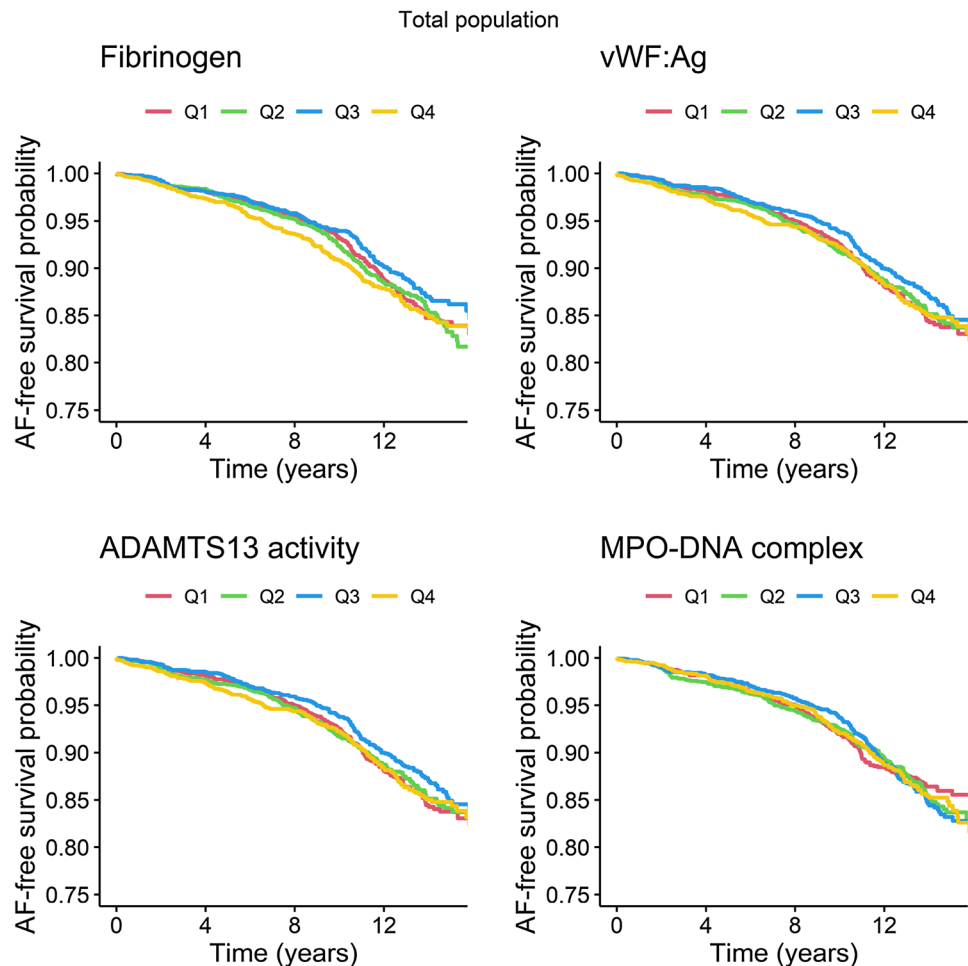 Total population
Fibrinogen
Q1 Q2 Q3 Q4
AF-free survival probability
1.00
0.95
0.90
0.85
0.80
0.75
0 4 8 12
Time (years)
vWF:Ag
Q1 Q2 Q3 Q4
AF-free survival probability
1.00
0.95
0.90
0.85
0.80
0.75
0 4 8 12
Time (years)
ADAMTS13 activity
Q1 Q2 Q3 Q4
AF-free survival probability
1.00
0.95
0.90
0.85
0.80
0.75
0 4 8 12
Time (years)
MPO-DNA complex
Q1 Q2 Q3 Q4
AF-free survival probability
1.00
0.95
0.90
0.85
0.80
0.75
0 4 8 12
Time (years)